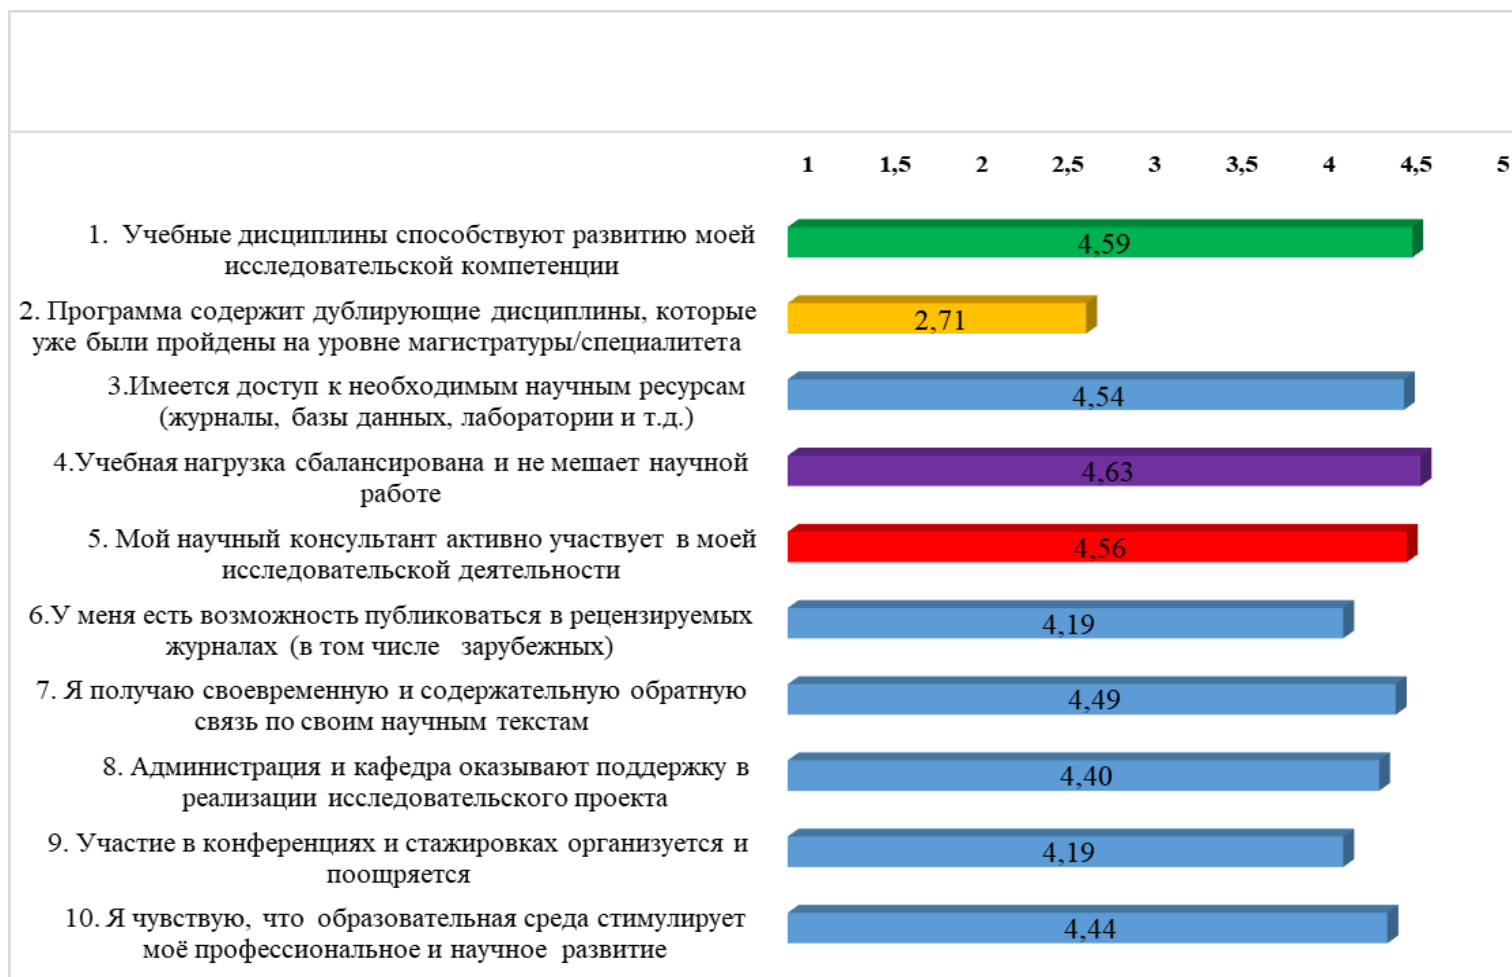 1 1,5 2 2,5 3 3,5 4 4,5 5
1. Учебные дисциплины способствуют развитию моей
исследовательской компетенции
4,59
2. Программа содержит дублирующие дисциплины, которые
уже были пройдены на уровне магистратуры/специалитета
2,71
3.Имеется доступ к необходимым научным ресурсам
(журналы, базы данных, лаборатории и т.д.)
4,54
4.Учебная нагрузка сбалансирована и не мешает научной
работе
4,63
5. Мой научный консультант активно участвует в моей
исследовательской деятельности
4,56
6.У меня есть возможность публиковаться в рецензируемых
журналах (в том числе зарубежных)
4,19
7. Я получаю своевременную и содержательную обратную
связь по своим научным текстам
4,49
8. Администрация и кафедра оказывают поддержку в
реализации исследовательского проекта
4,40
9. Участие в конференциях и стажировках организуется и
поощряется
4,19
10. Я чувствую, что образовательная среда стимулирует
моё профессиональное и научное развитие
4,44